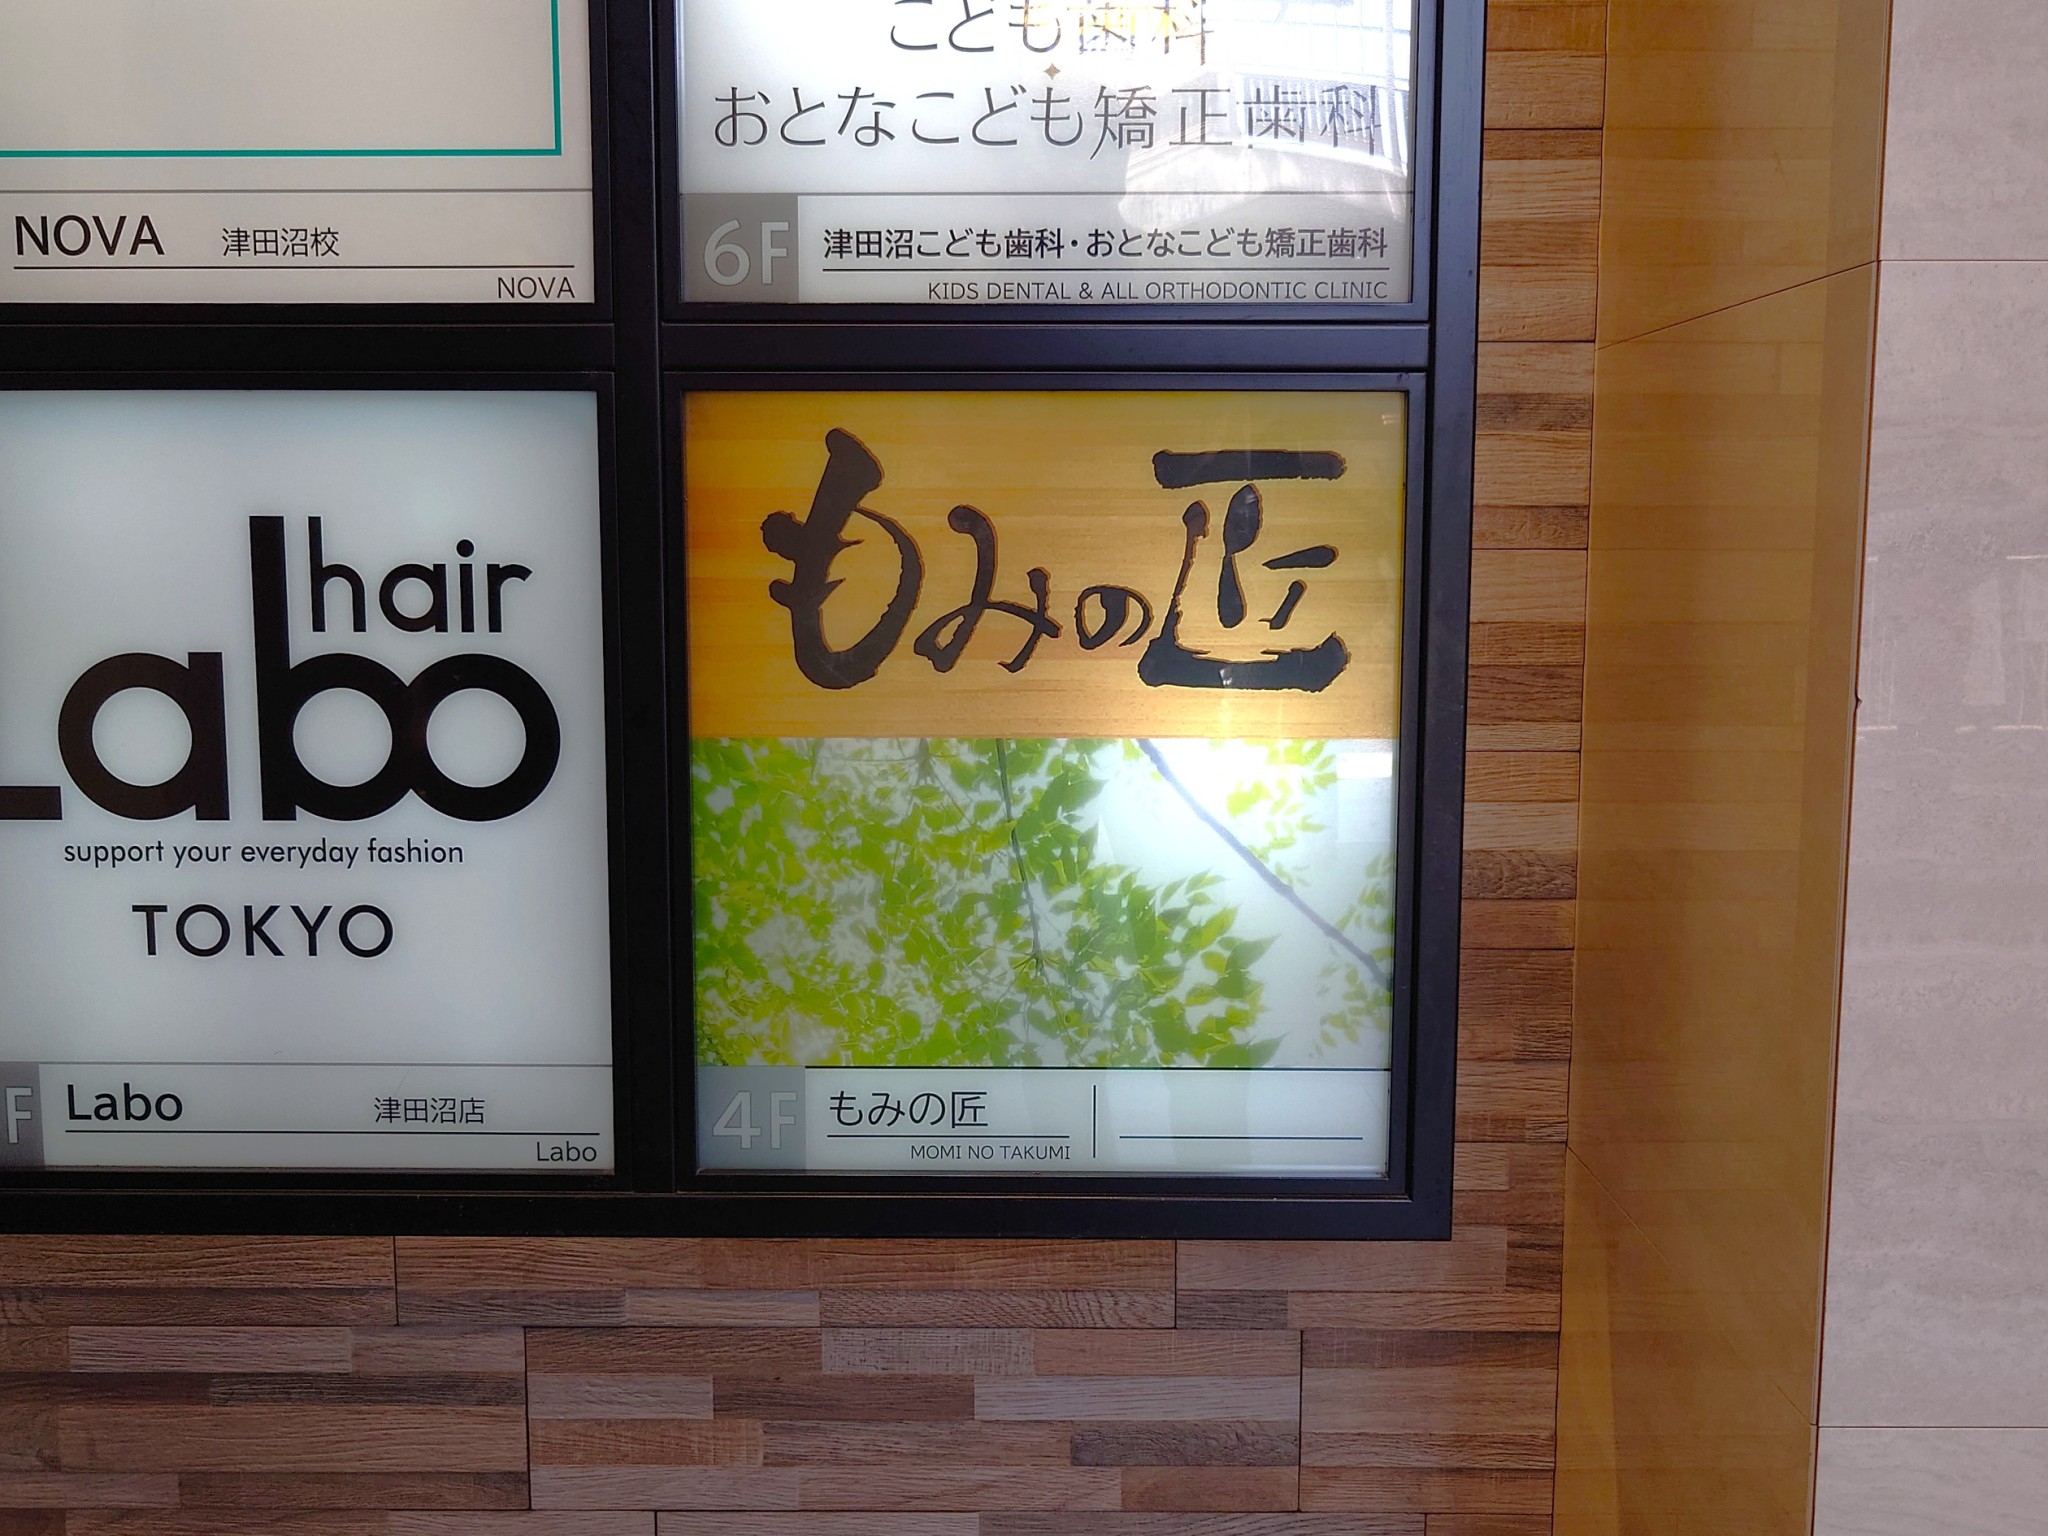 こども歯科
おとなこども矯正歯科
NOVA 津田沼校
NOVA
6F 津田沼こども歯科・おとなこども矯正歯科
KIDS DENTAL & ALL ORTHODONTIC CLINIC
hair
Labo
support your everyday fashion
TOKYO
F Labo 津田沼店
Labo
もみの匠
4F もみの匠
MOMI NO TAKUMI